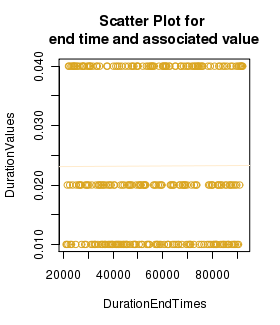 Scatter Plot for
end time and associated value
DurationValues
0.040
0.030
0.020
0.010
20000
40000
60000
80000
DurationEndTimes